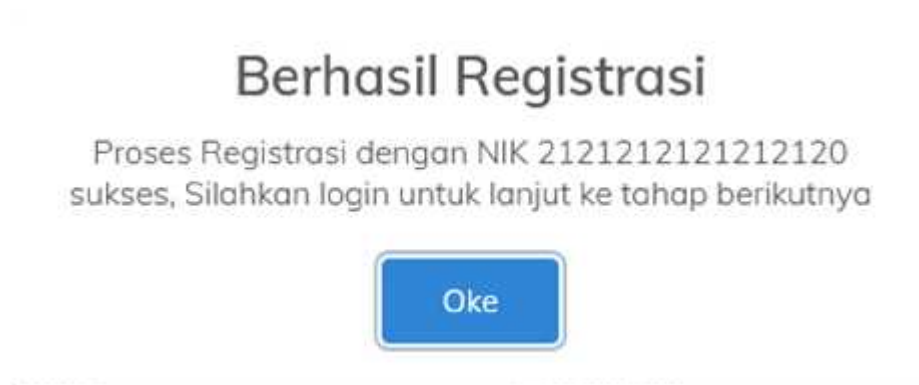 Berhasil Registrasi
Proses Registrasi dengan NIK 2121212121212120
sukses, Silahkan login untuk lanjut ke tahap berikutnya
Oke